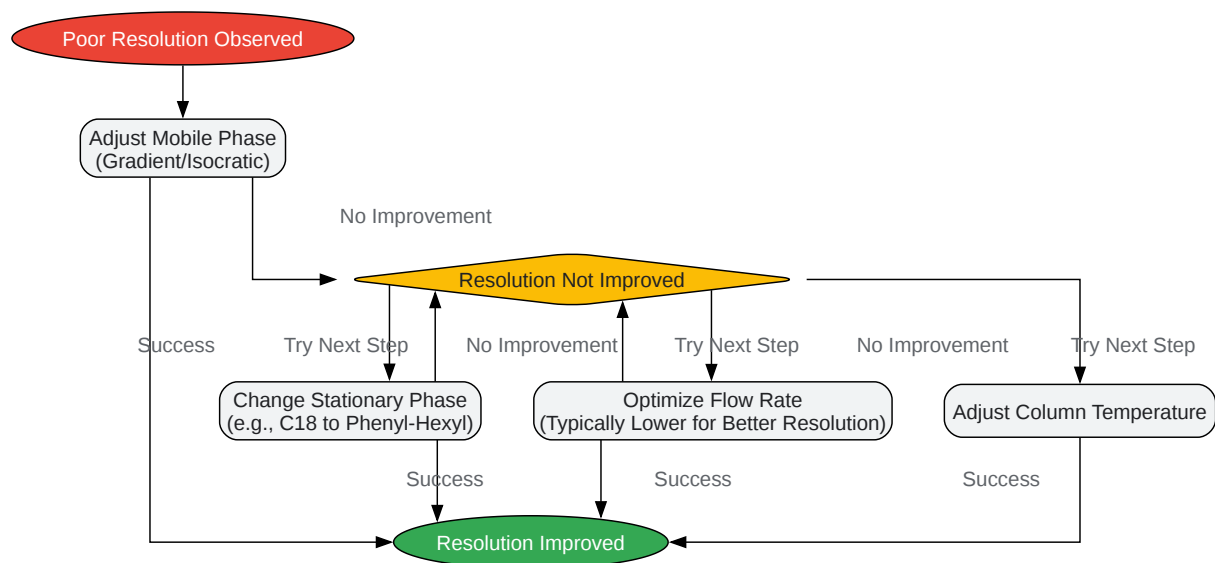 Poor Resolution Observed
Adjust Mobile Phase
(Gradient/Isocratic)
No Improvement
Resolution Not Improved
Success
Try Next Step
No Improvement
Try Next Step
No Improvement
Try Next Step
Change Stationary Phase
(e.g., C18 to Phenyl-Hexyl)
Optimize Flow Rate
(Typically Lower for Better Resolution)
Adjust Column Temperature
Success
Success
Success
Resolution Improved